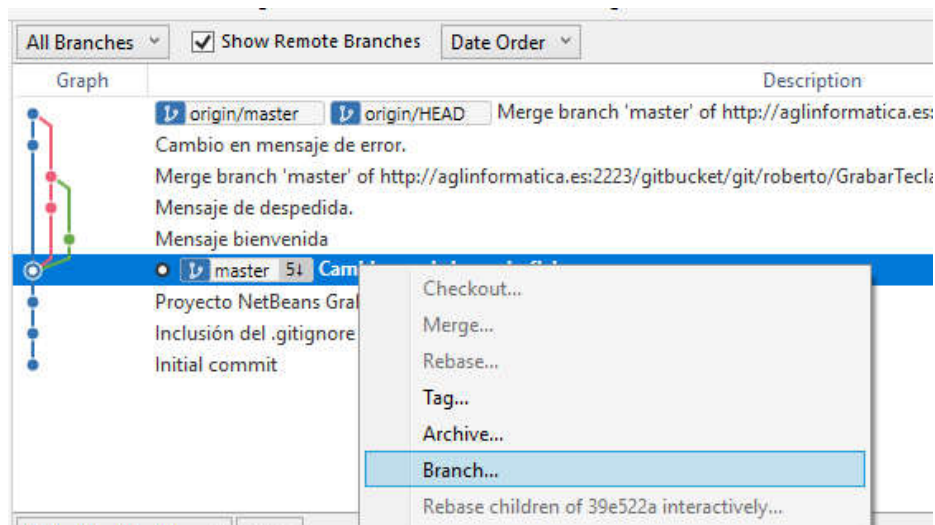 All Branches Show Remote Branches Date Order
Graph Description
origin/master origin/HEAD Merge branch 'master' of http://aglinformatica.es:
Cambio en mensaje de error.
Merge branch 'master' of http://aglinformatica.es:2223/gitbucket/git/roberto/GrabarTecla
Mensaje de despedida.
Mensaje bienvenida
master 5↓
Proyecto NetBeans Gra
Inclusión del .gitignore
Initial commit
Checkout...
Merge...
Rebase...
Tag...
Archive...
Branch...
Rebase children of 39e522a interactively...